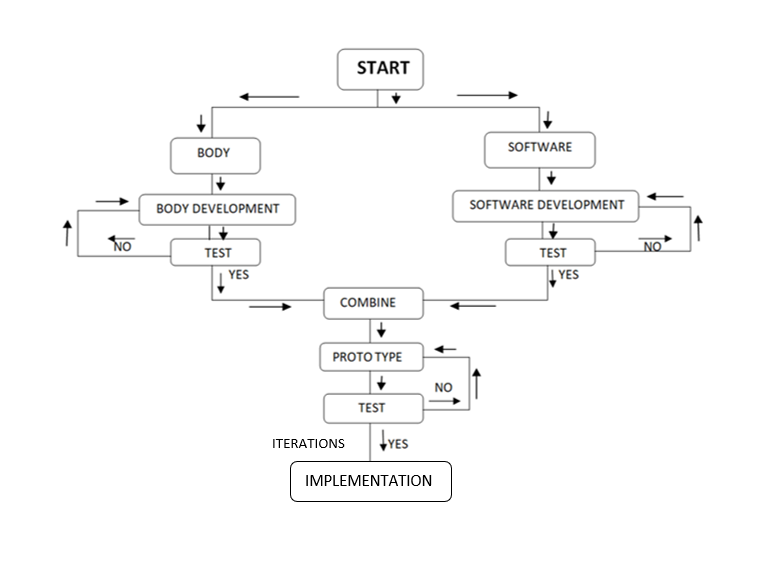 START
BODY
SOFTWARE
BODY DEVELOPMENT
SOFTWARE DEVELOPMENT
NO
TEST
TEST
NO
YES
YES
COMBINE
PROTO TYPE
NO
TEST
ITERATIONS
YES
IMPLEMENTATION